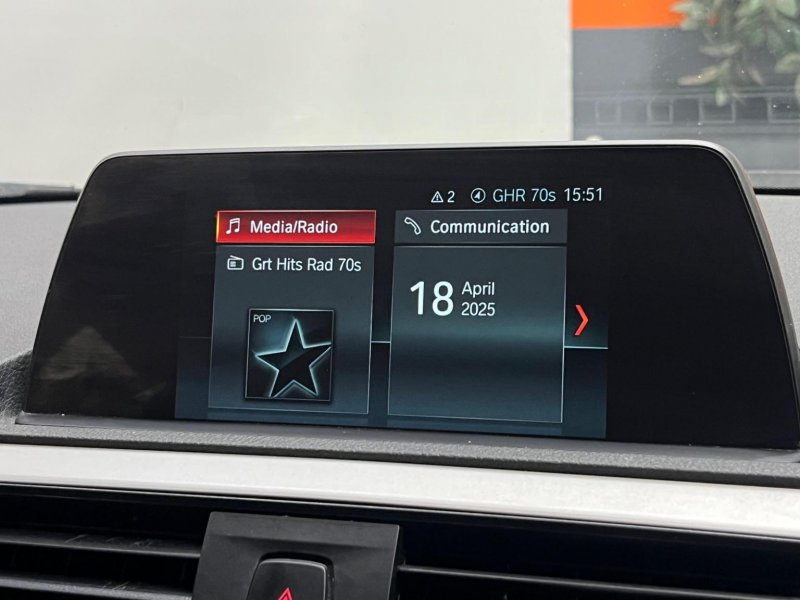 2 GHR 70s 15:51
Media/Radio
Communication
Grt Hits Rad 70s
POP
18 April
2025